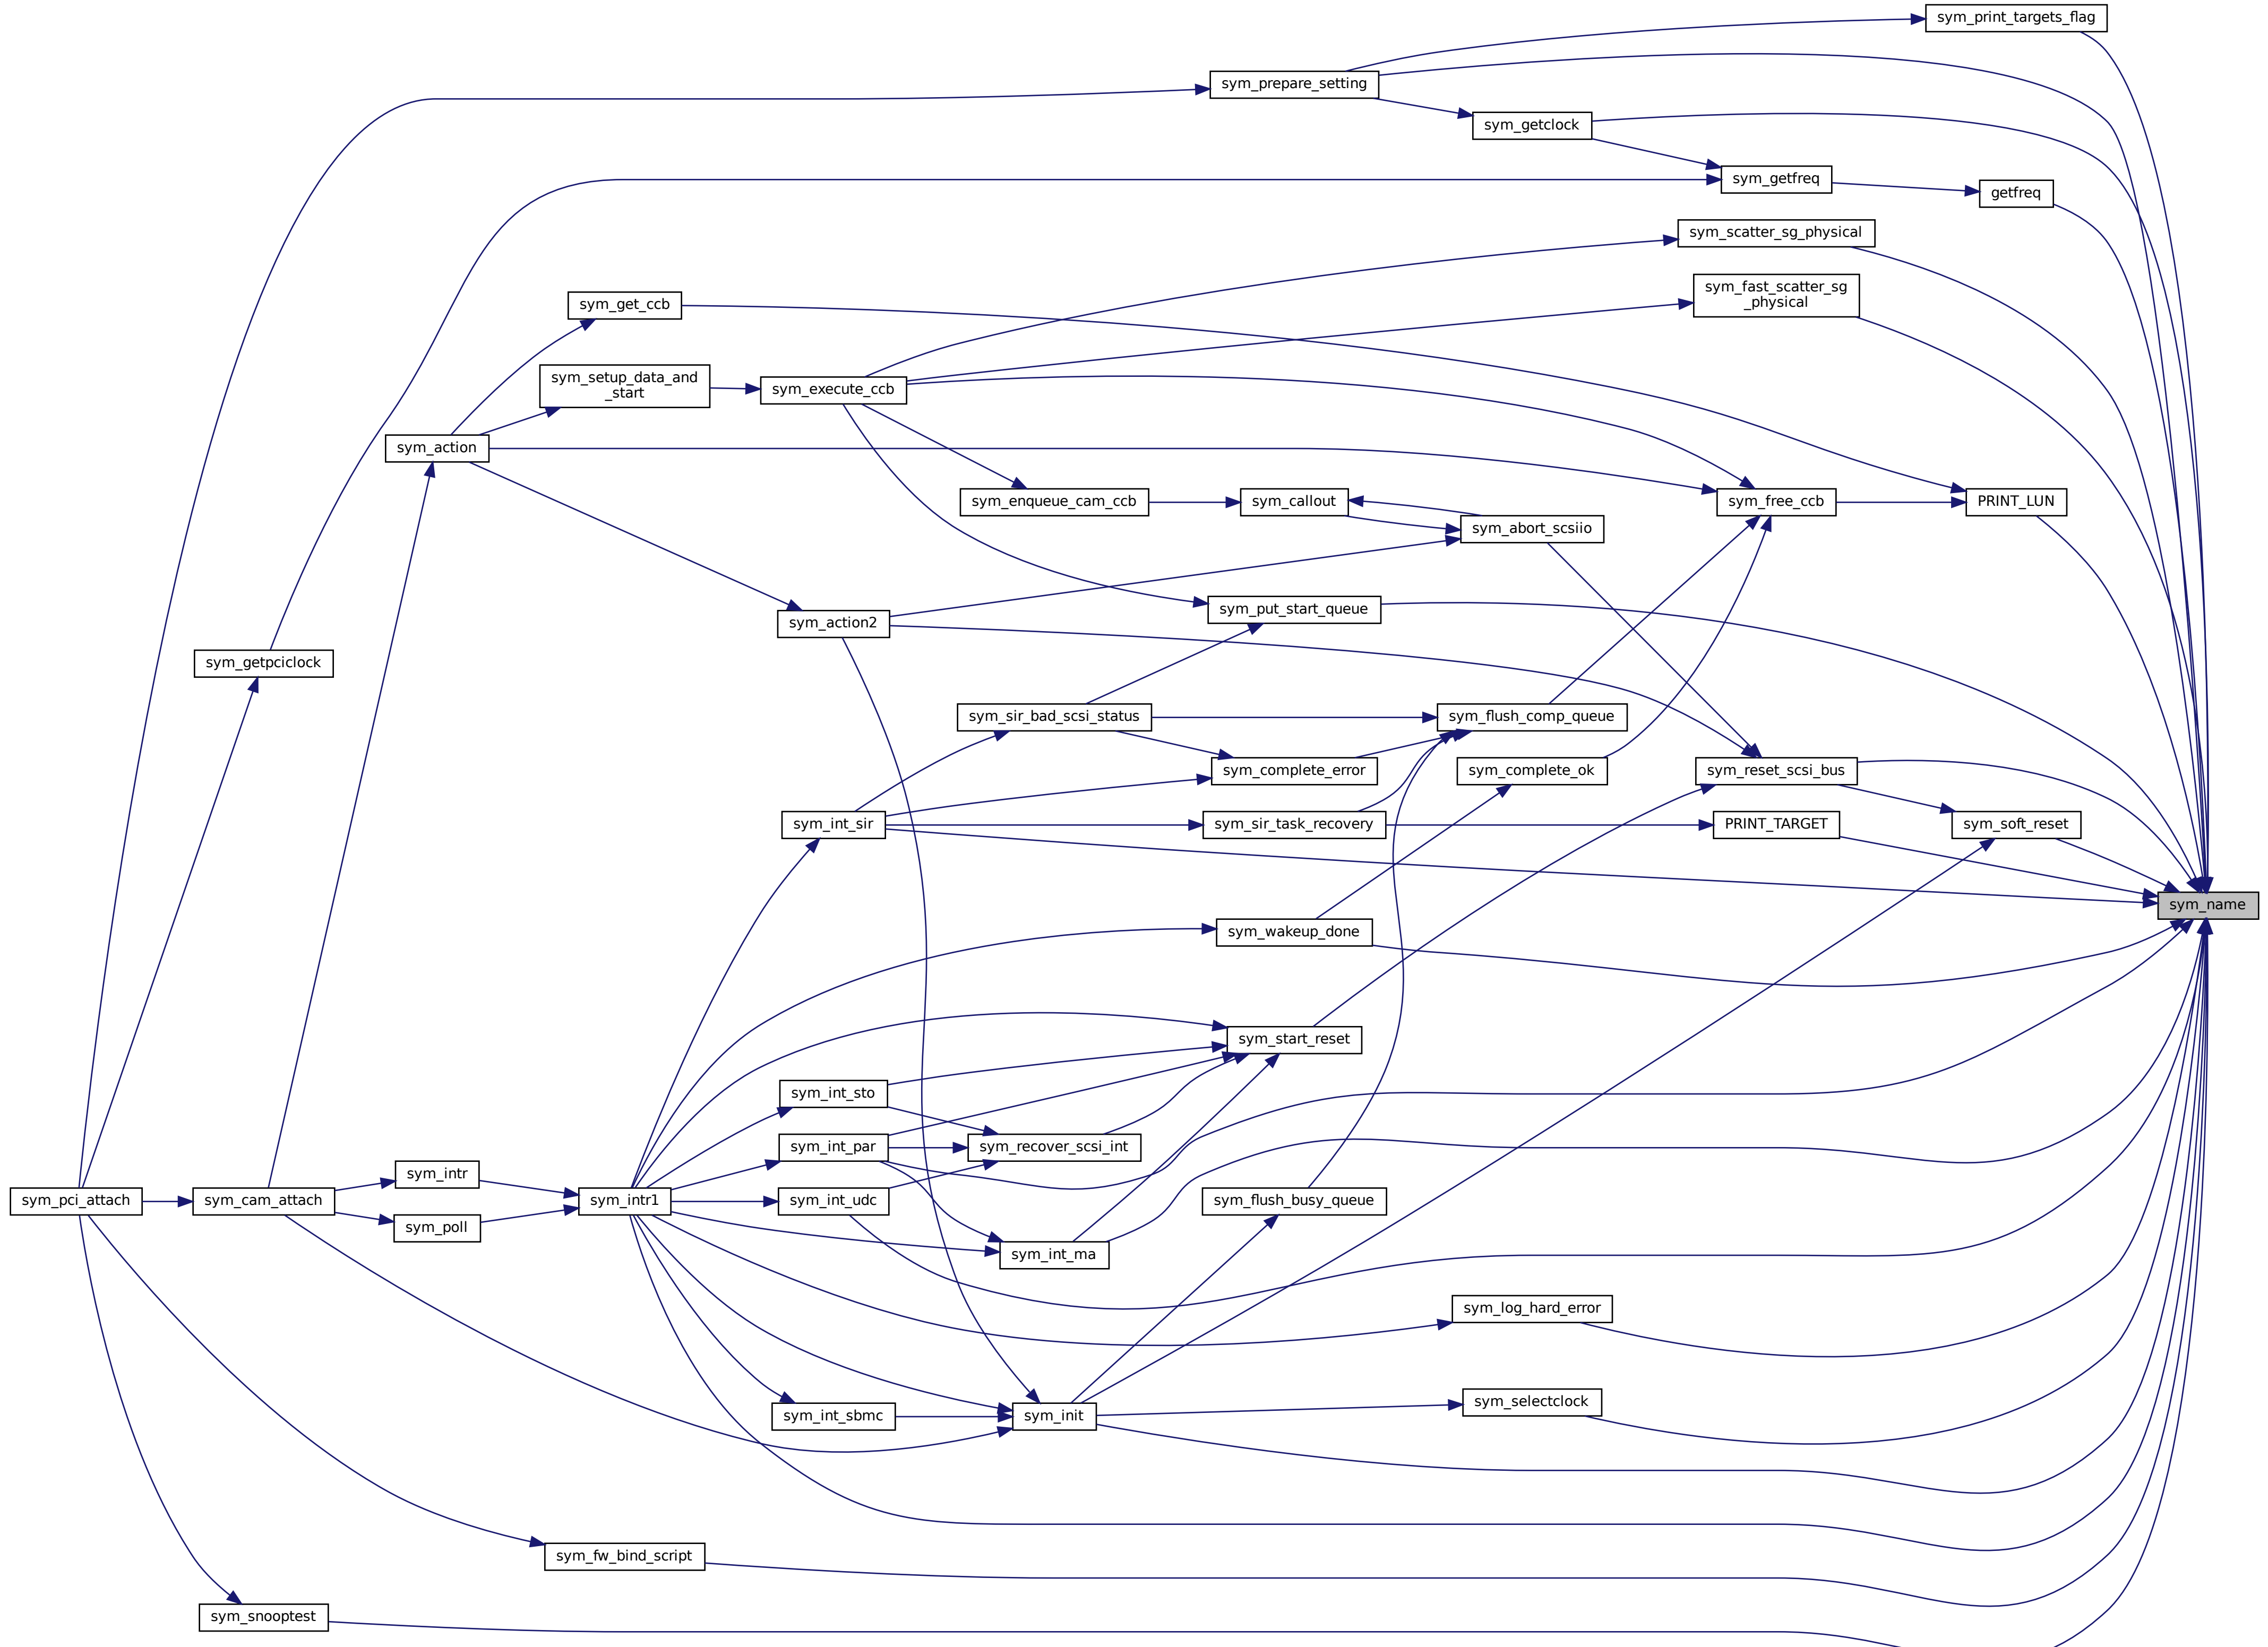 sym_print_targets_flag
sym_prepare_setting
sym_getclock
sym_getfreq
getfreq
sym_scatter_sg_physical
sym_fast_scatter_sg
_physical
sym_get_ccb
sym_setup_data_and
_start
sym_execute_ccb
sym_action
sym_enqueue_cam_ccb
sym_callout
sym_free_ccb
PRINT_LUN
sym_abort_scsiio
sym_put_start_queue
sym_action2
sym_getpciclock
sym_sir_bad_scsi_status
sym_flush_comp_queue
sym_complete_error
sym_complete_ok
sym_reset_scsi_bus
sym_int_sir
sym_sir_task_recovery
PRINT_TARGET
sym_soft_reset
sym_name
sym_wakeup_done
sym_start_reset
sym_int_sto
sym_int_par
sym_recover_scsi_int
sym_intr
sym_pci_attach
sym_cam_attach
sym_intr1
sym_int_udc
sym_flush_busy_queue
sym_poll
sym_int_ma
sym_log_hard_error
sym_selectclock
sym_int_sbmc
sym_init
sym_fw_bind_script
sym_snooptest